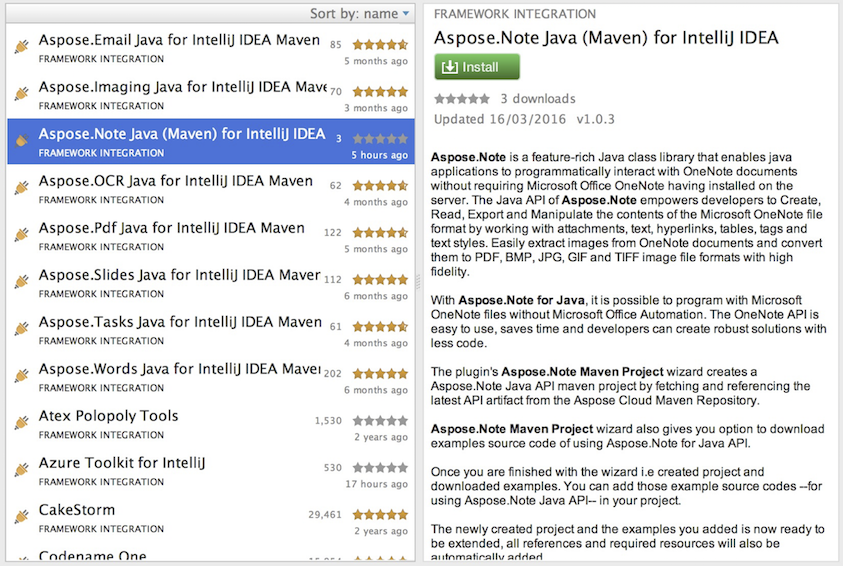 Sort by: name
Aspose.Email Java for IntelliJ IDEA Maven
85
FRAMEWORK INTEGRATION
5 months ago
Aspose.Imaging Java for IntelliJ IDEA Mave
70
FRAMEWORK INTEGRATION
3 months ago
Aspose.Note Java (Maven) for IntelliJ IDEA
3
FRAMEWORK INTEGRATION
5 hours ago
Aspose.OCR Java for IntelliJ IDEA Maven
62
FRAMEWORK INTEGRATION
4 months ago
Aspose.Pdf Java for IntelliJ IDEA Maven
122
FRAMEWORK INTEGRATION
5 months ago
Aspose.Slides Java for IntelliJ IDEA Maven
112
FRAMEWORK INTEGRATION
6 months ago
Aspose.Tasks Java for IntelliJ IDEA Maven
61
FRAMEWORK INTEGRATION
4 months ago
Aspose.Words Java for IntelliJ IDEA Maven
202
FRAMEWORK INTEGRATION
6 months ago
Atex Polopoly Tools
1,530
FRAMEWORK INTEGRATION
2 years ago
Azure Toolkit for IntelliJ
530
FRAMEWORK INTEGRATION
17 hours ago
CakeStorm
29,461
FRAMEWORK INTEGRATION
2 years ago
Codename One
FRAMEWORK INTEGRATION
Aspose.Note Java (Maven) for IntelliJ IDEA
Install
3 downloads
Updated 16/03/2016 v1.0.3
Aspose.Note is a feature-rich Java class library that enables java
applications to programmatically interact with OneNote documents
without requiring Microsoft Office OneNote having installed on the
server. The Java API of Aspose.Note empowers developers to Create,
Read, Export and Manipulate the contents of the Microsoft OneNote file
format by working with attachments, text, hyperlinks, tables, tags and
text styles. Easily extract images from OneNote documents and convert
them to PDF, BMP, JPG, GIF and TIFF image file formats with high
fidelity.
With Aspose.Note for Java, it is possible to program with Microsoft
OneNote files without Microsoft Office Automation. The OneNote API is
easy to use, saves time and developers can create robust solutions with
less code.
The plugin's Aspose.Note Maven Project wizard creates a
Aspose.Note Java API maven project by fetching and referencing the
latest API artifact from the Aspose Cloud Maven Repository.
Aspose.Note Maven Project wizard also gives you option to download
examples source code of using Aspose.Note for Java API.
Once you are finished with the wizard i.e created project and
downloaded examples. You can add those example source codes --for
using Aspose.Note Java API-- in your project.
The newly created project and the examples you added is now ready to
be extended, all references and required resources will also be
automatically added